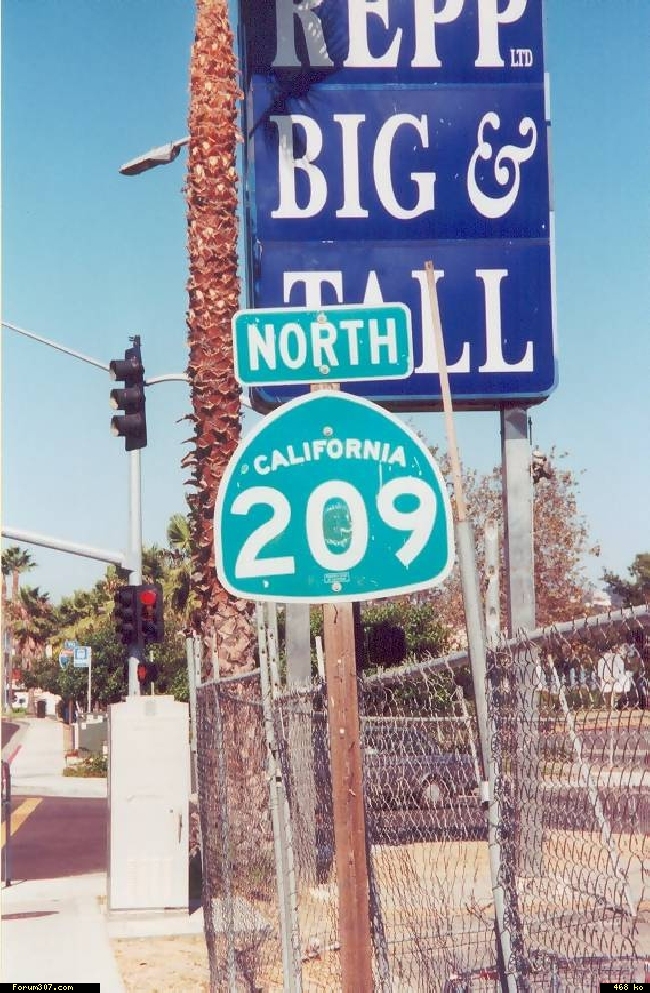 REPP
LTD
BIG &
TALL
NORTH
CALIFORNIA
209
Forum307.com
468 ko